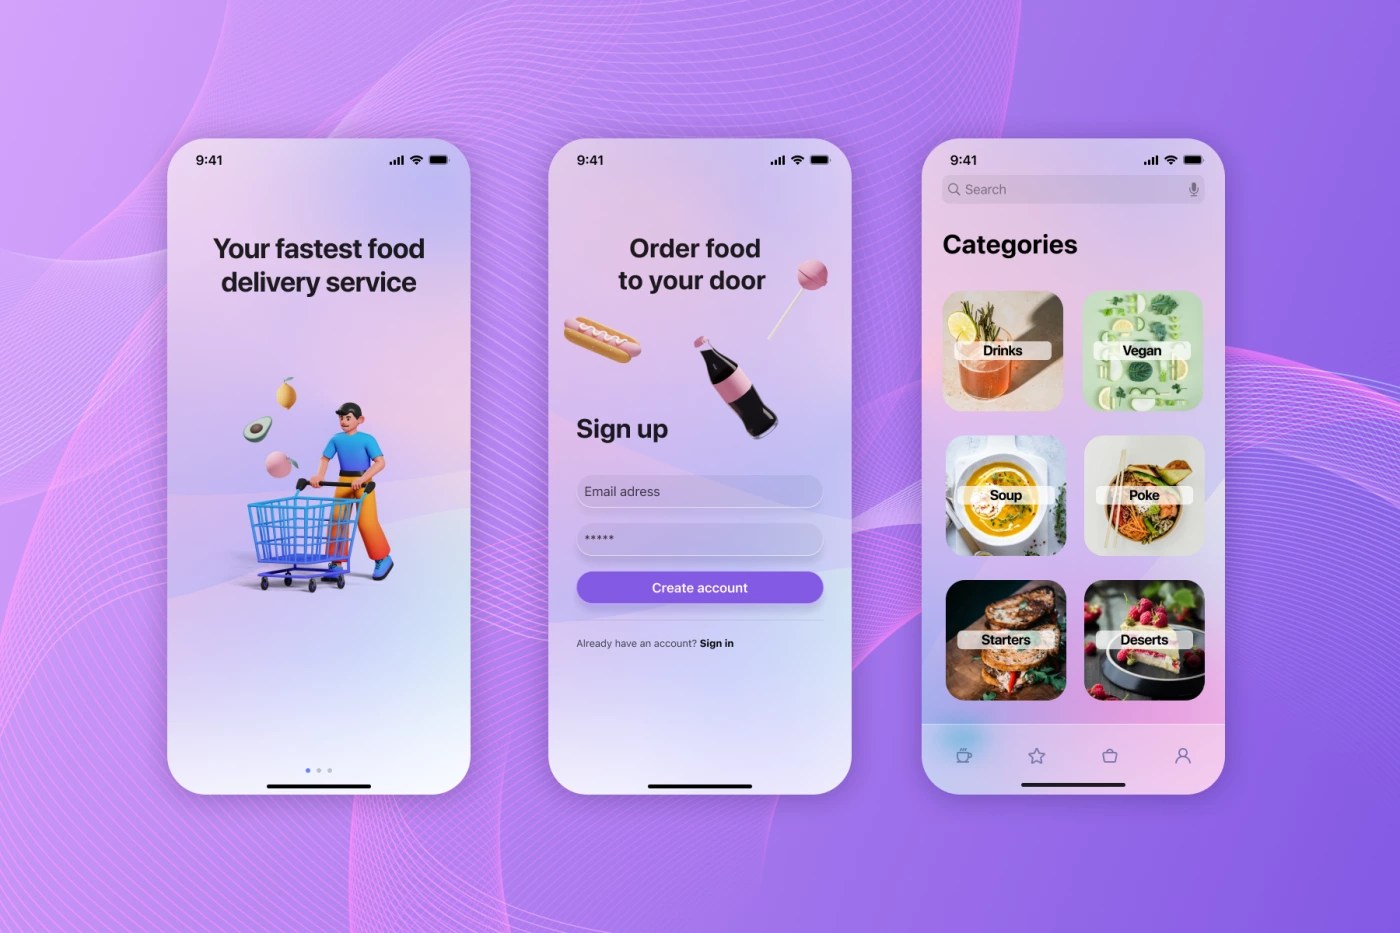 9:41
Your fastest food
delivery service
9:41
Order food
to your door
Sign up
Email adress
*****
Create account
Already have an account? Sign in
9:41
Search
Categories
Drinks
Vegan
Soup
Poke
Starters
Deserts